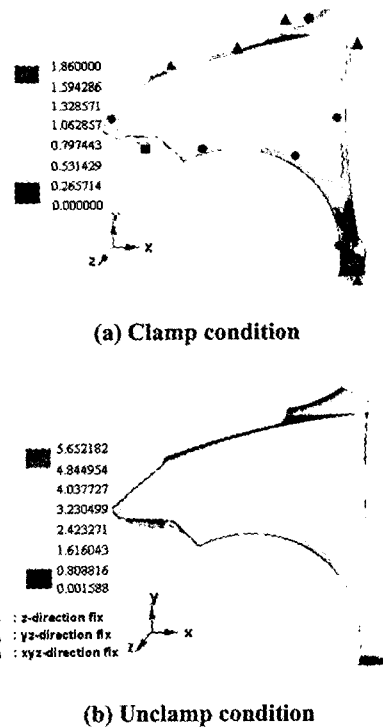 1.860000
1.594286
1.328571
1.062857
0.797443
0.531429
0.265714
0.000000
Y
X
Z
(a) Clamp condition
5.652182
4.844954
4.037727
3.230499
2.423271
1.616043
0.808816
0.001588
: z-direction fix
: yz-direction fix
: xyz-direction fix
y
x
z
(b) Unclamp condition